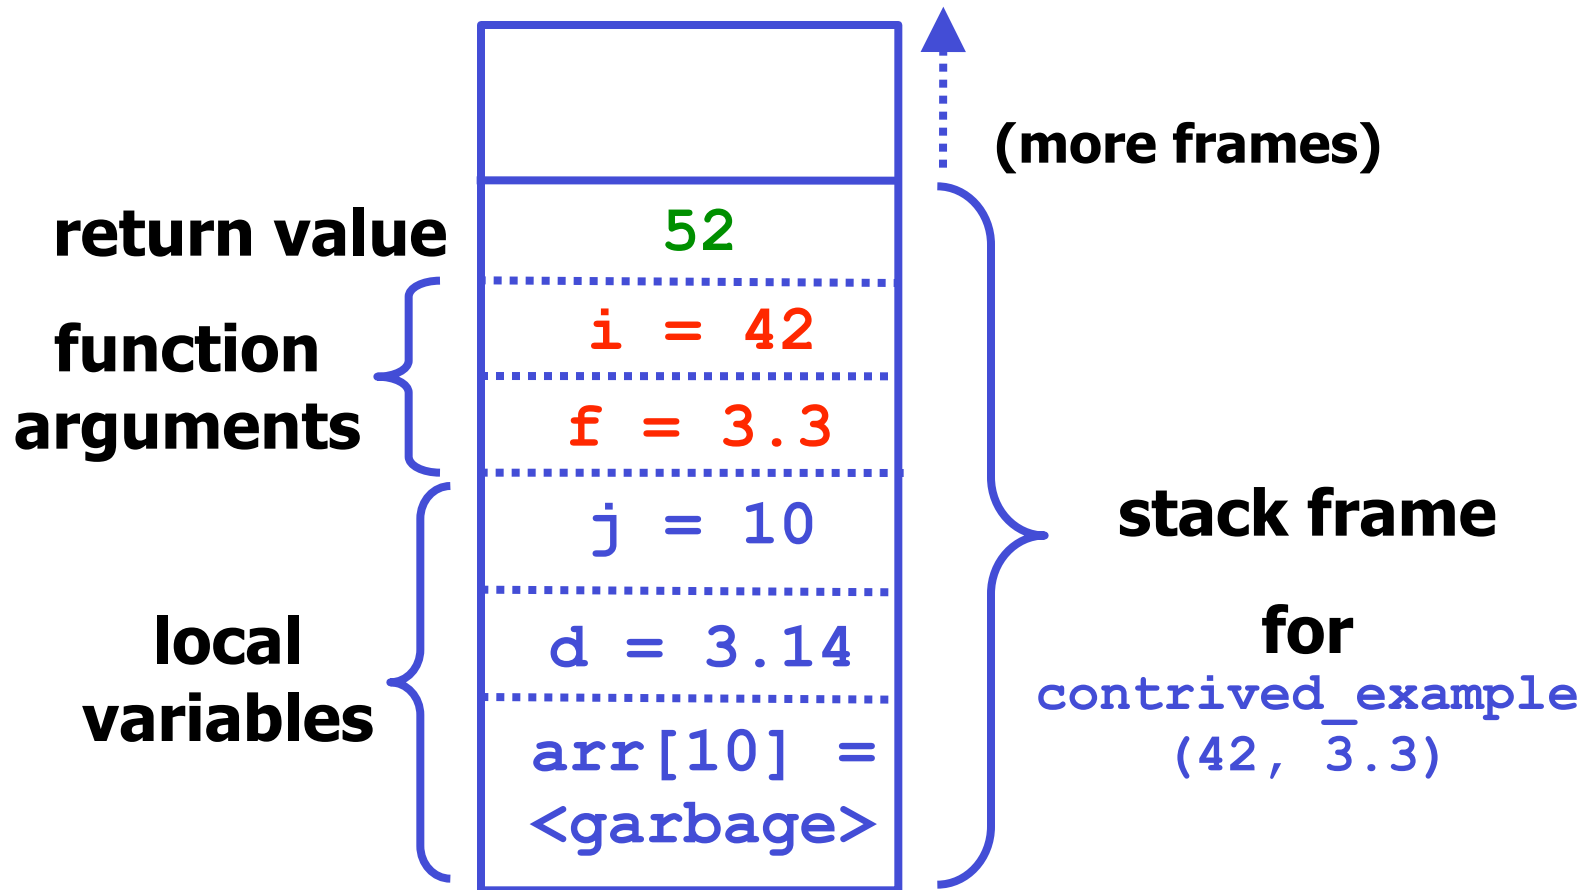 (more frames)
return value
52
function
arguments
i = 42
f = 3.3
local
variables
j = 10
d = 3.14
arr[10] =
<garbage>
stack frame
for
contrived_example
(42, 3.3)